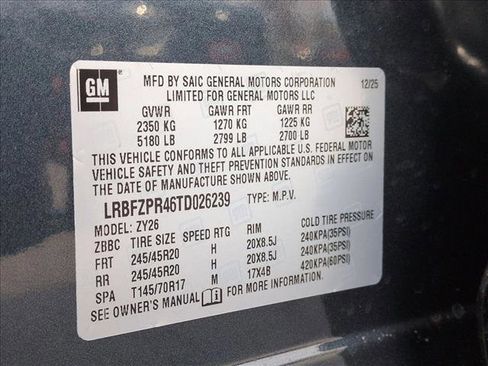 GM
MFD BY SAIC GENERAL MOTORS CORPORATION 12/25
LIMITED FOR GENERAL MOTORS LLC
GVWR GAWR FRT GAWR RR
2350 KG 1270 KG 1225 KG
5180 LB 2799 LB 2700 LB
THIS VEHICLE CONFORMS TO ALL APPLICABLE U.S. FEDERAL MOTOR
VEHICLE SAFETY AND THEFT PREVENTION STANDARDS IN EFFECT ON
THE DATE OF MANUFACTURE SHOWN ABOVE.
LRBFZPR46TD026239 TYPE: M.P.V.
MODEL: ZY26
ZBBC TIRE SIZE SPEED RTG RIM COLD TIRE PRESSURE
FRT 245/45R20 H 20X8.5J 240KPA(35PSI)
RR 245/45R20 H 20X8.5J 240KPA(35PSI)
SPA T145/70R17 M 17X4B 420KPA(60PSI)
SEE OWNER'S MANUAL FOR MORE INFORMATION.